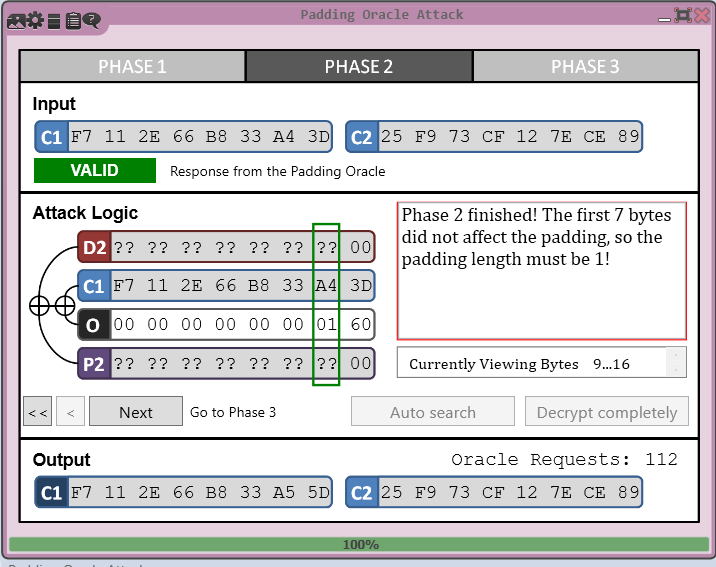 Padding Oracle Attack
PHASE 1 PHASE 2 PHASE 3
Input
C1 F7 11 2E 66 B8 33 A4 3D C2 25 F9 73 CF 12 7E CE 89
VALID Response from the Padding Oracle
Attack Logic
D2 ?? ?? ?? ?? ?? ?? ?? 00
C1 F7 11 2E 66 B8 33 A4 3D
O 00 00 00 00 00 00 01 60
P2 ?? ?? ?? ?? ?? ?? ?? 00
Phase 2 finished! The first 7 bytes
did not affect the padding, so the
padding length must be 1!
Currently Viewing Bytes 9...16
<< < Next Go to Phase 3 Auto search Decrypt completely
Output Oracle Requests: 112
C1 F7 11 2E 66 B8 33 A5 5D C2 25 F9 73 CF 12 7E CE 89
100%